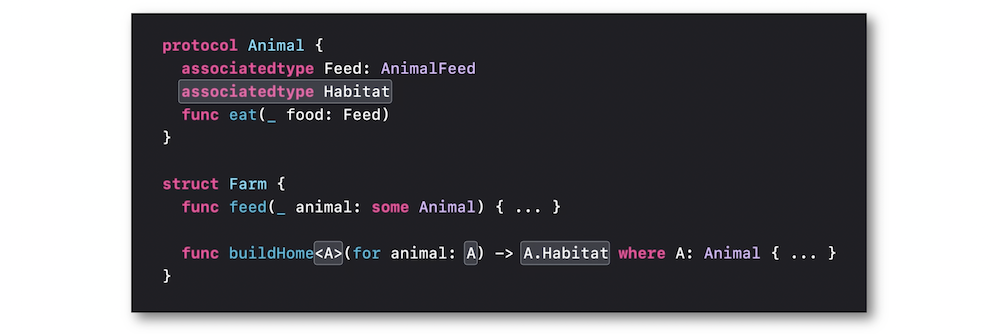 protocol Animal {
  associatedtype Feed: AnimalFeed
  associatedtype Habitat
  func eat(_ food: Feed)
}

struct Farm {
  func feed(_ animal: some Animal) { ... }

  func buildHome<A>(for animal: A) -> A.Habitat where A: Animal { ... }
}